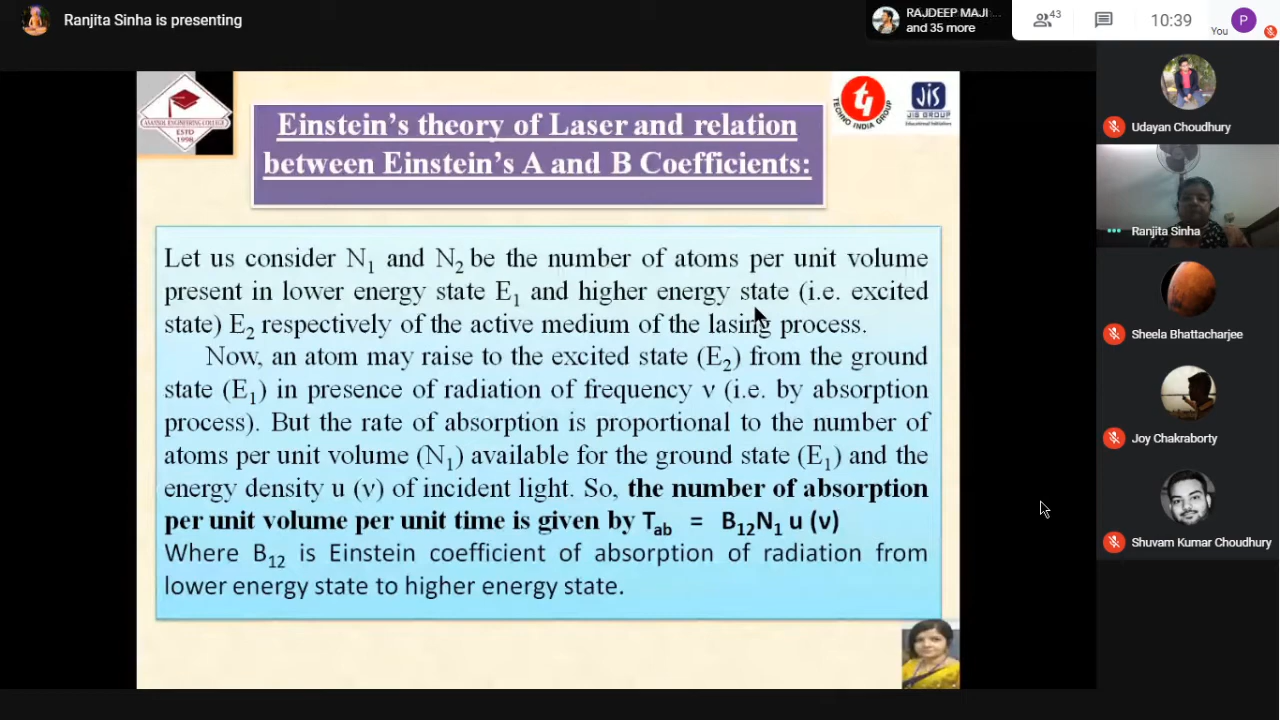 Ranjita Sinha is presenting
RAJDEEP MAJI ...
and 35 more
43
10:39
You
P
ASANSOL ENGINEERING COLLEGE
ESTD
1998
Einstein's theory of Laser and relation
between Einstein's A and B Coefficients:
TECHNO INDIA GROUP
JIS
JIS GROUP
Educational Initiatives
Let us consider N₁ and N₂ be the number of atoms per unit volume
present in lower energy state E₁ and higher energy state (i.e. excited
state) E₂ respectively of the active medium of the lasing process.
Now, an atom may raise to the excited state (E₂) from the ground
state (E₁) in presence of radiation of frequency ν (i.e. by absorption
process). But the rate of absorption is proportional to the number of
atoms per unit volume (N₁) available for the ground state (E₁) and the
energy density u (ν) of incident light. So, the number of absorption
per unit volume per unit time is given by Tab = B₁₂N₁ u (ν)
Where B₁₂ is Einstein coefficient of absorption of radiation from
lower energy state to higher energy state.
Udayan Choudhury
Ranjita Sinha
Sheela Bhattacharjee
Joy Chakraborty
Shuvam Kumar Choudhury